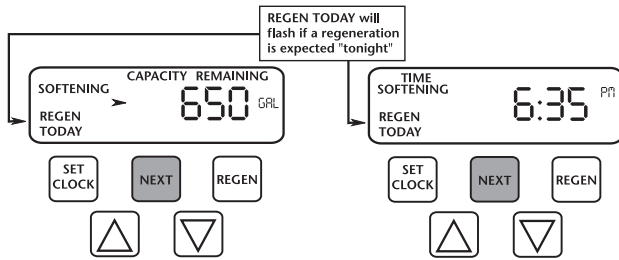 REGEN TODAY will
flash if a regeneration
is expected "tonight"
CAPACITY REMAINING
SOFTENING
650 GAL
REGEN
TODAY
SET
CLOCK
NEXT
REGEN
TIME
SOFTENING
6:35 PM
REGEN
TODAY
SET
CLOCK
NEXT
REGEN